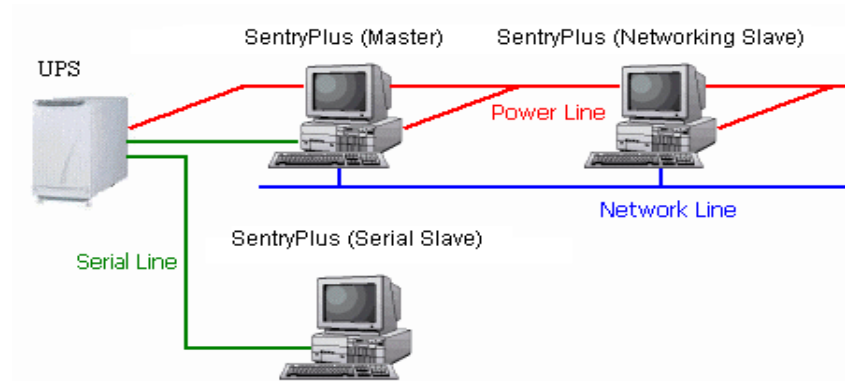 SentryPlus (Master)
SentryPlus (Networking Slave)
UPS
Power Line
Network Line
SentryPlus (Serial Slave)
Serial Line